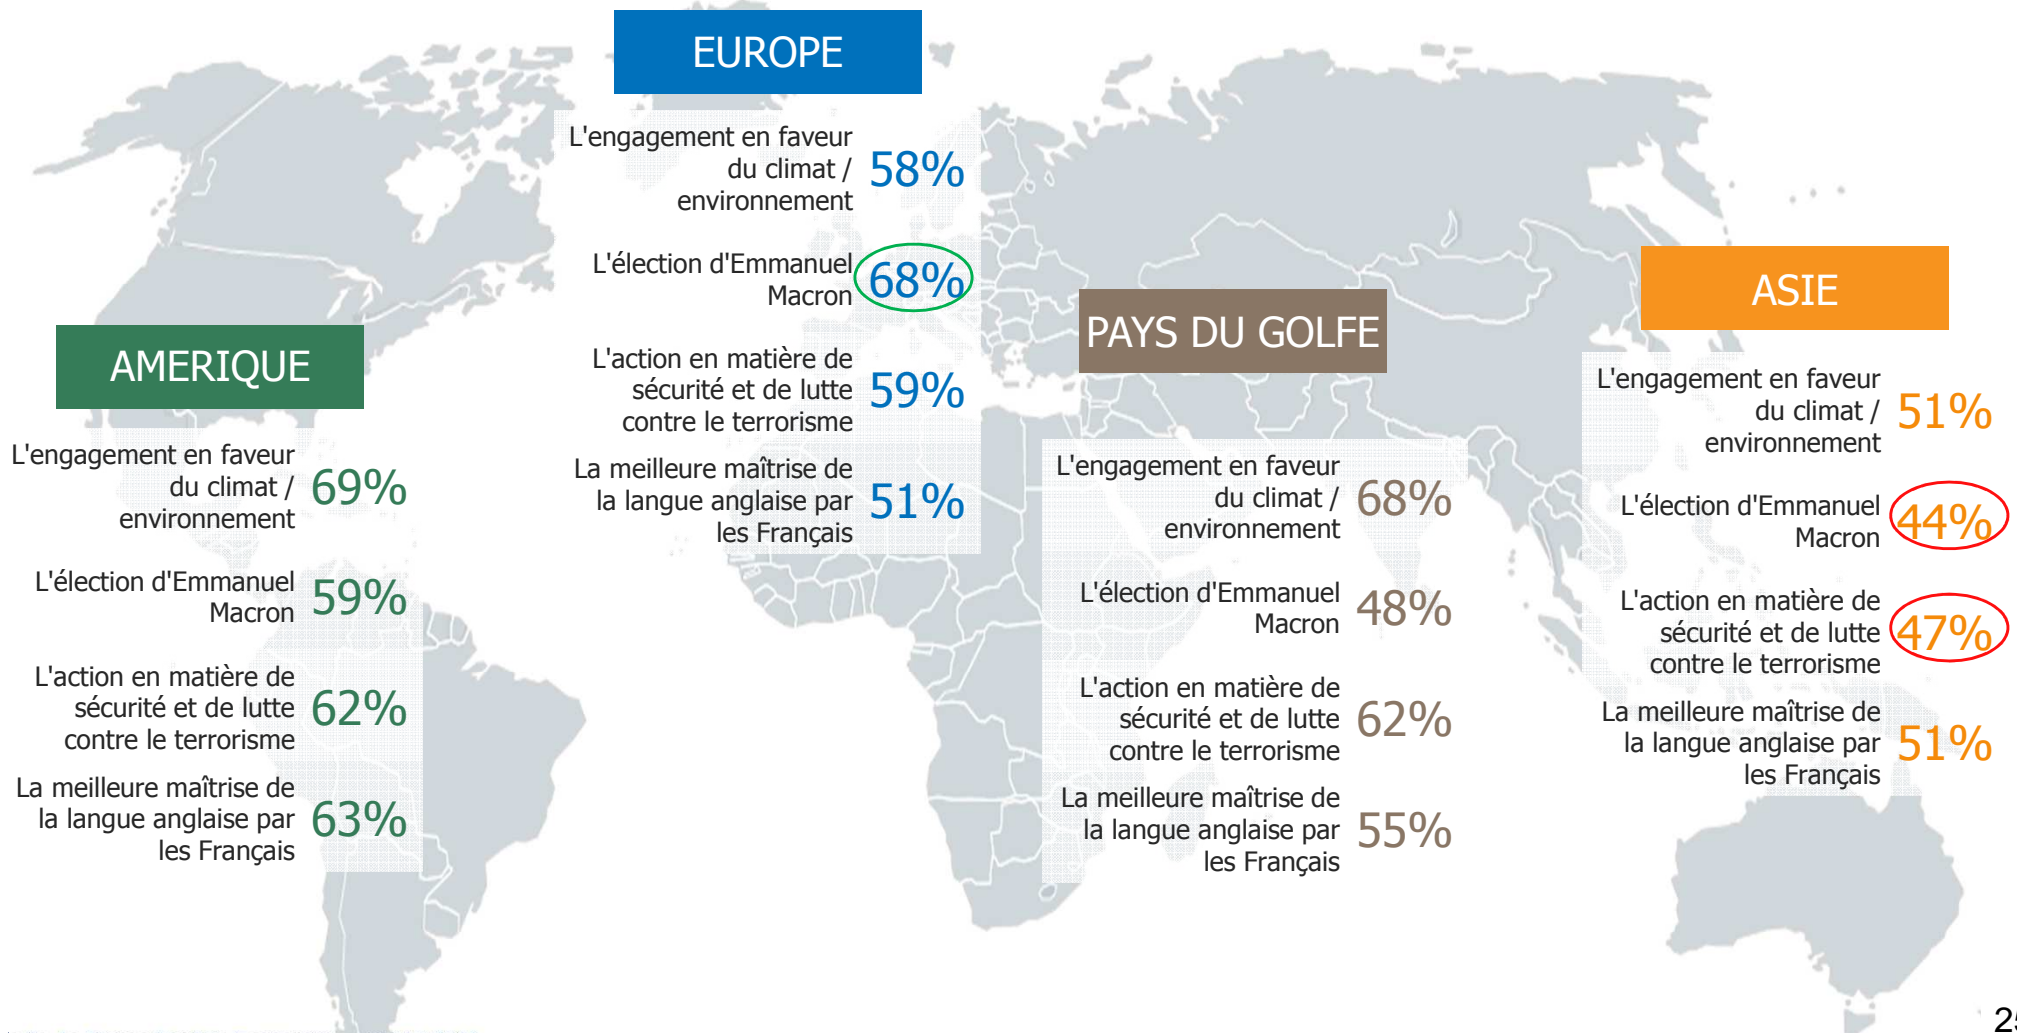 EUROPE
L'engagement en faveur
du climat /
environnement
58%
L'élection d'Emmanuel
Macron
68%
L'action en matière de
sécurité et de lutte
contre le terrorisme
59%
La meilleure maîtrise de
la langue anglaise par
les Français
51%
AMERIQUE
L'engagement en faveur
du climat /
environnement
69%
L'élection d'Emmanuel
Macron
59%
L'action en matière de
sécurité et de lutte
contre le terrorisme
62%
La meilleure maîtrise de
la langue anglaise par
les Français
63%
PAYS DU GOLFE
L'engagement en faveur
du climat /
environnement
68%
L'élection d'Emmanuel
Macron
48%
L'action en matière de
sécurité et de lutte
contre le terrorisme
62%
La meilleure maîtrise de
la langue anglaise par
les Français
55%
ASIE
L'engagement en faveur
du climat /
environnement
51%
L'élection d'Emmanuel
Macron
44%
L'action en matière de
sécurité et de lutte
contre le terrorisme
47%
La meilleure maîtrise de
la langue anglaise par
les Français
51%